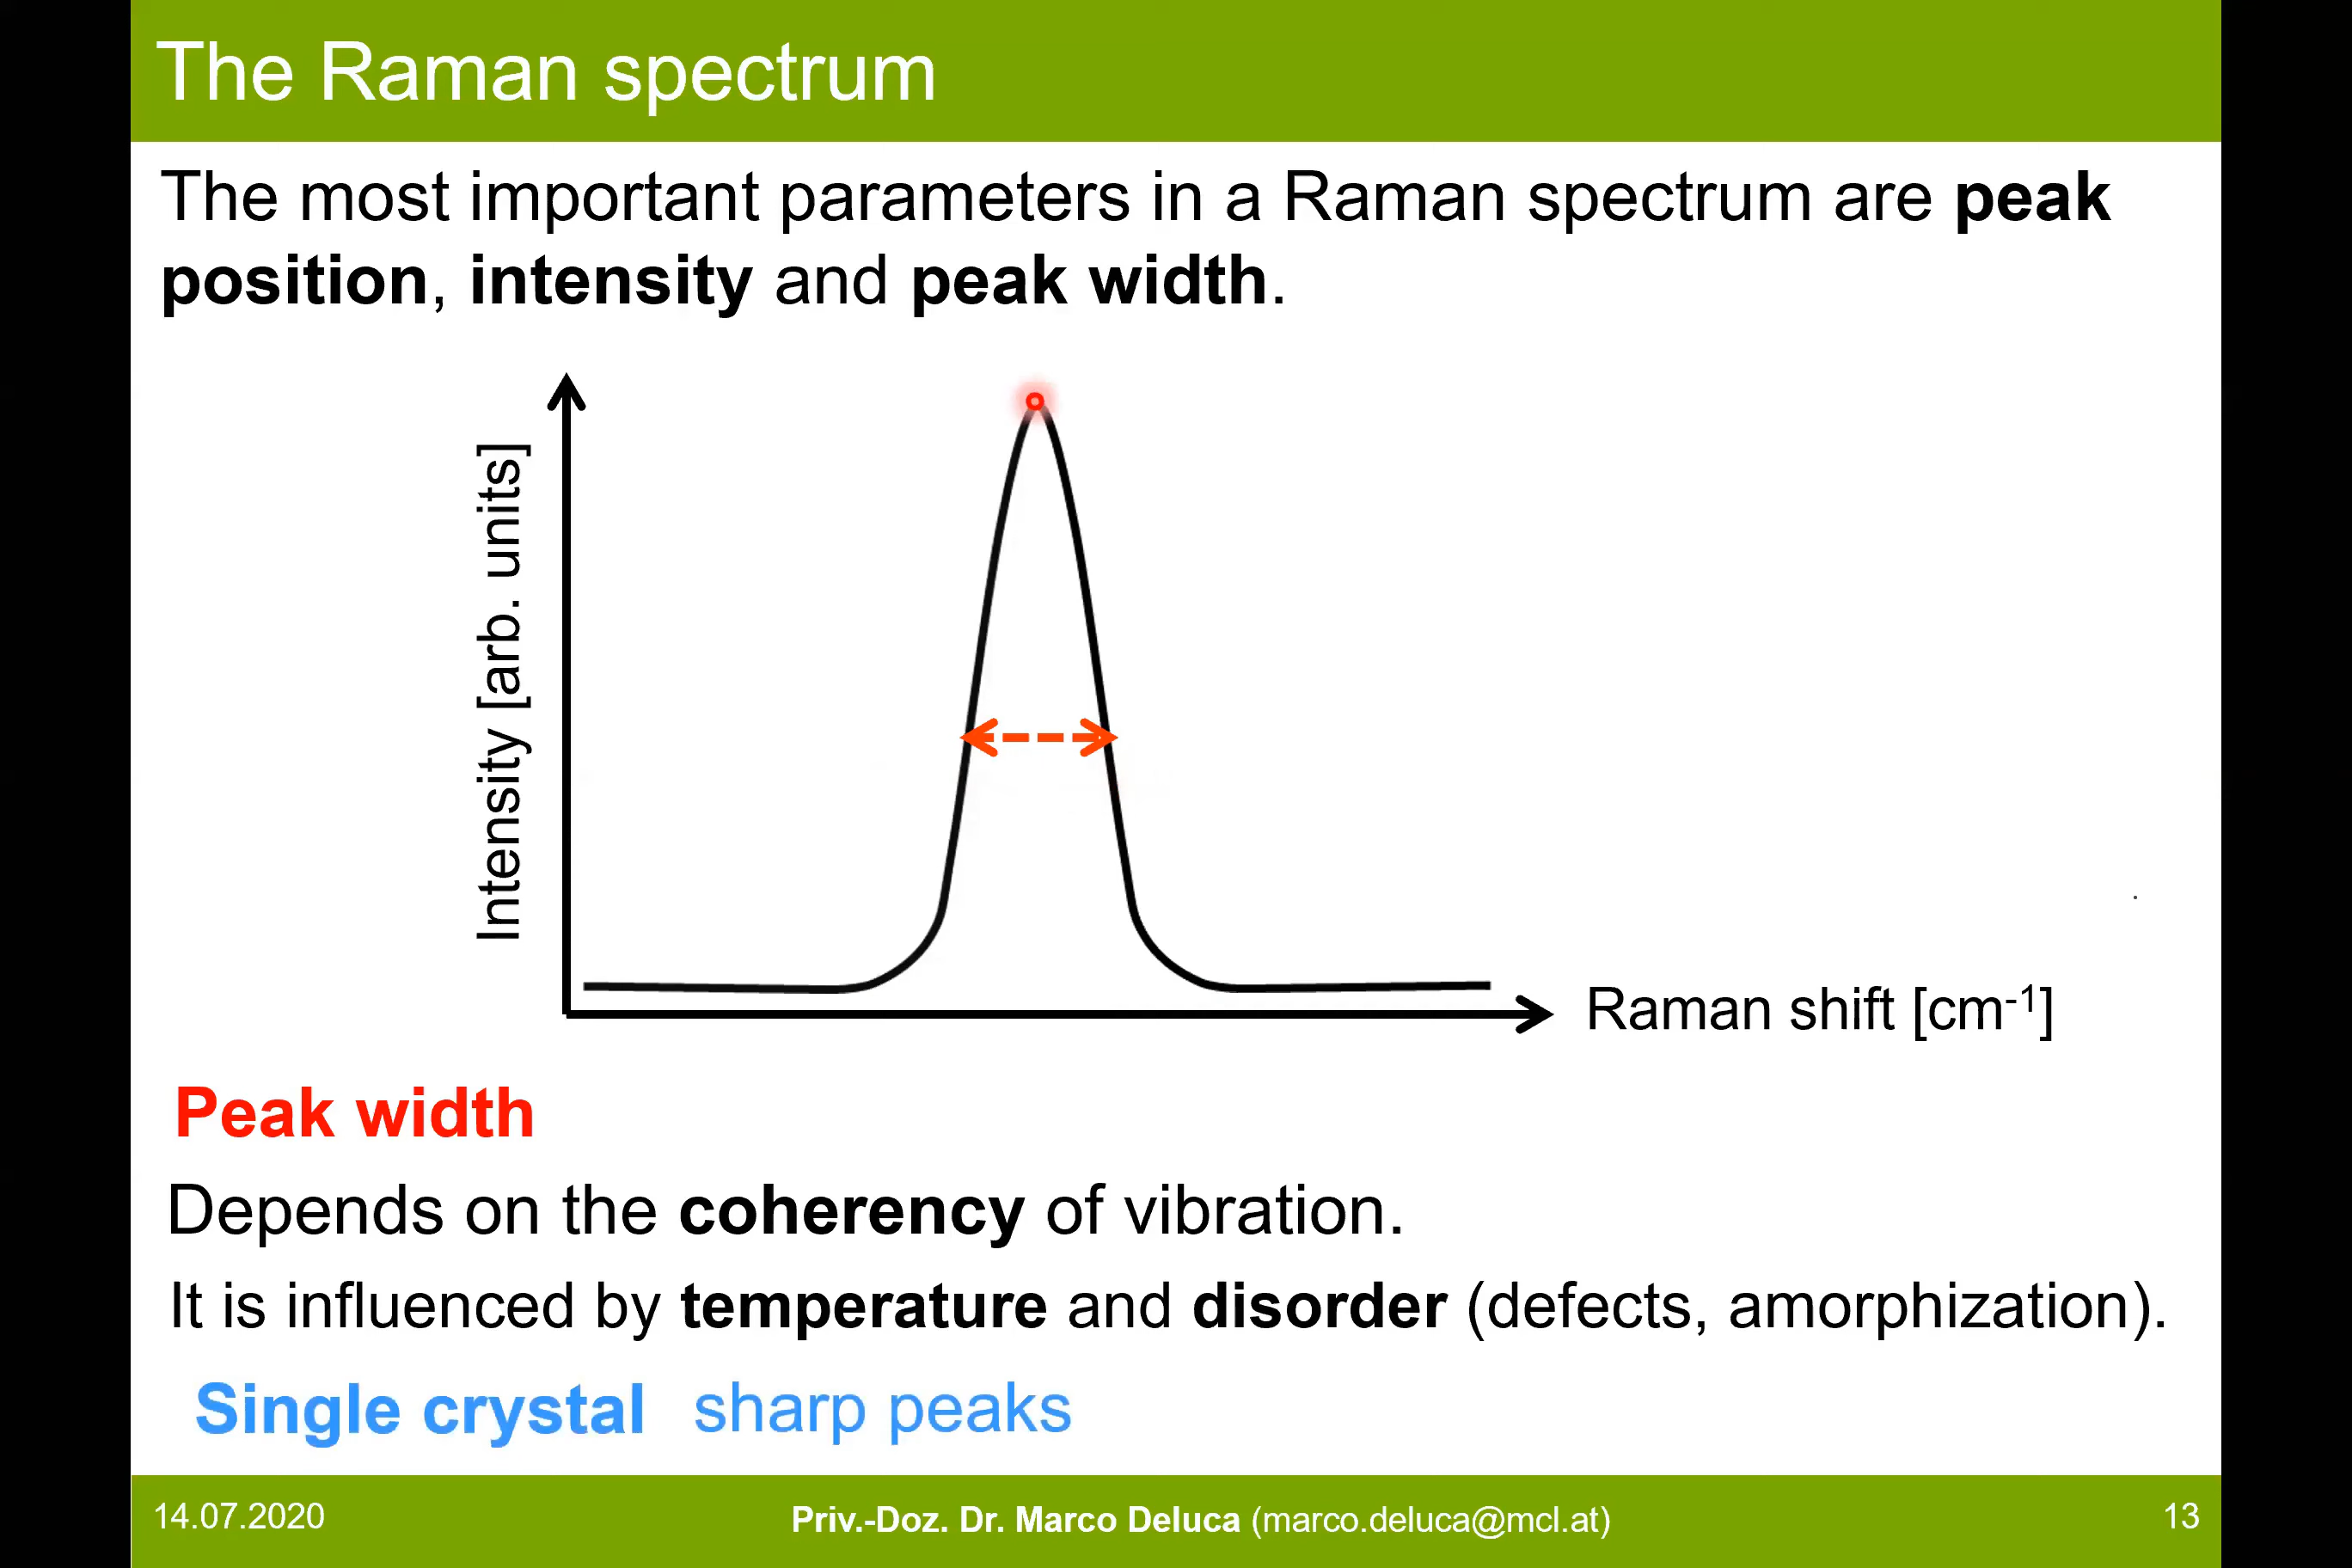 The Raman spectrum
The most important parameters in a Raman spectrum are peak
position, intensity and peak width.
Intensity [arb. units]
Raman shift [cm-1]
Peak width
Depends on the coherency of vibration.
It is influenced by temperature and disorder (defects, amorphization).
Single crystal sharp peaks
14.07.2020
Priv.-Doz. Dr. Marco Deluca (marco.deluca@mcl.at)
13